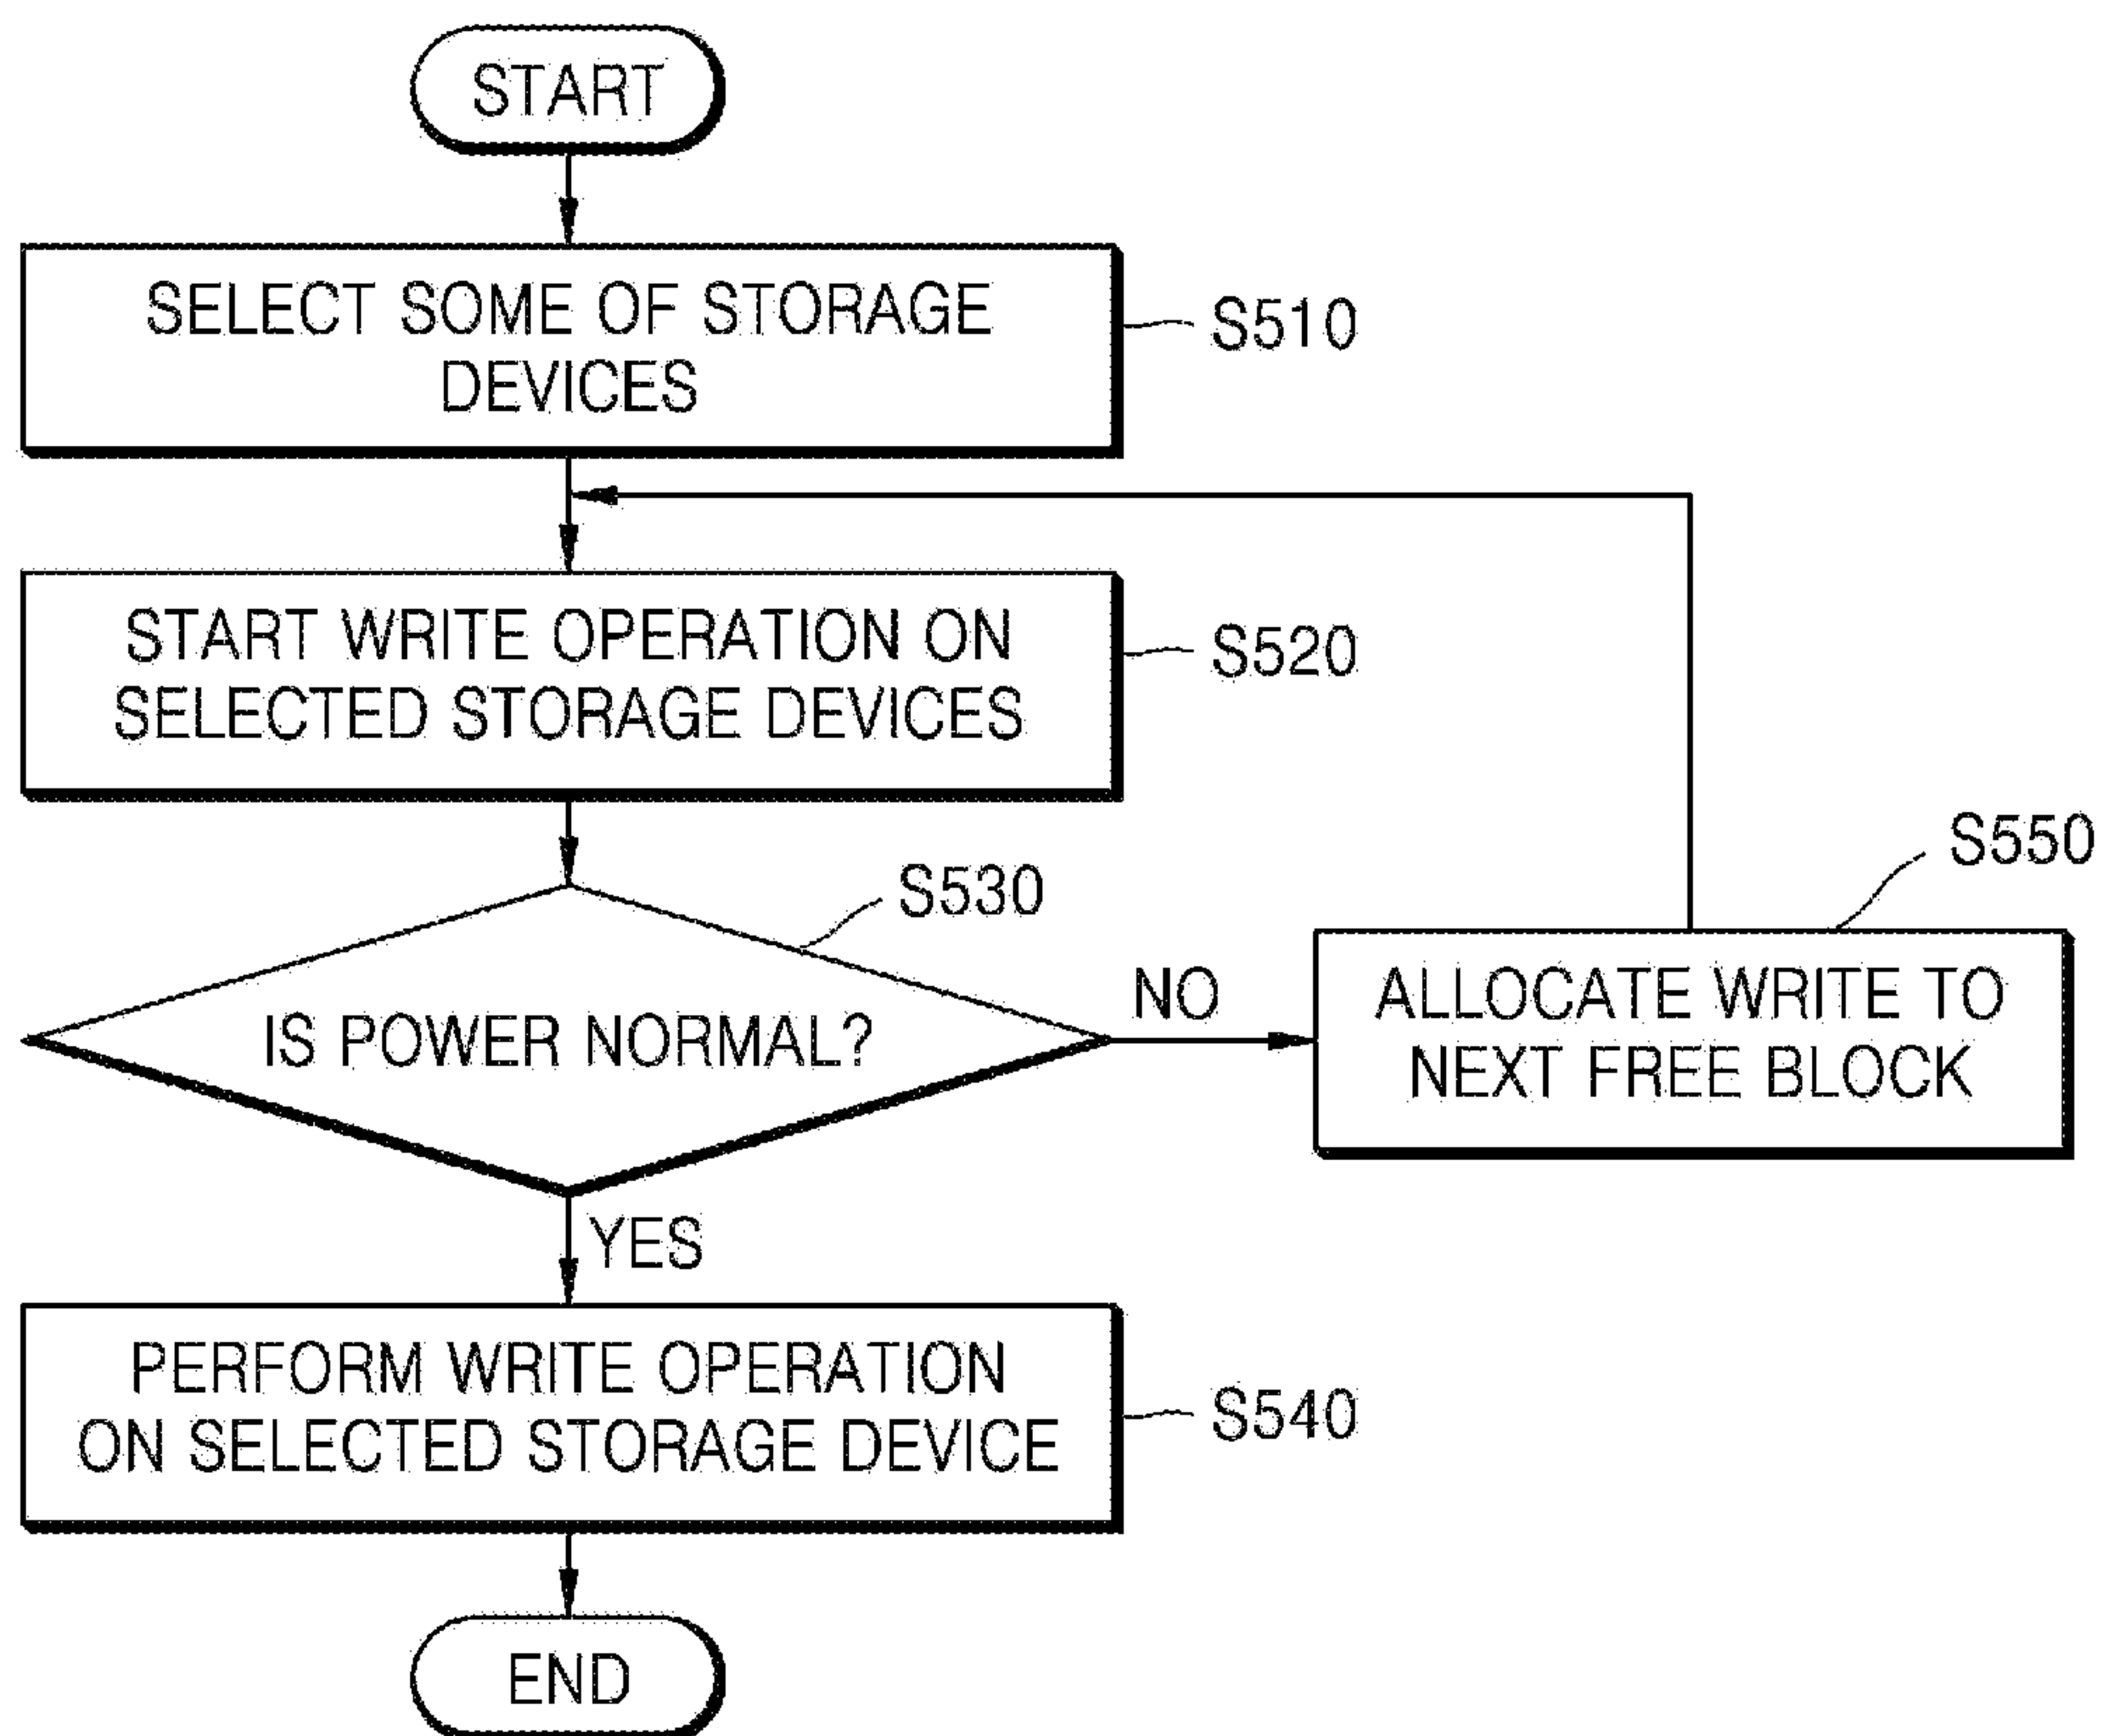 START
SELECT SOME OF STORAGE
DEVICES
S510
START WRITE OPERATION ON
SELECTED STORAGE DEVICES
S520
S530
IS POWER NORMAL?
NO
S550
ALLOCATE WRITE TO
NEXT FREE BLOCK
YES
PERFORM WRITE OPERATION
ON SELECTED STORAGE DEVICE
S540
END